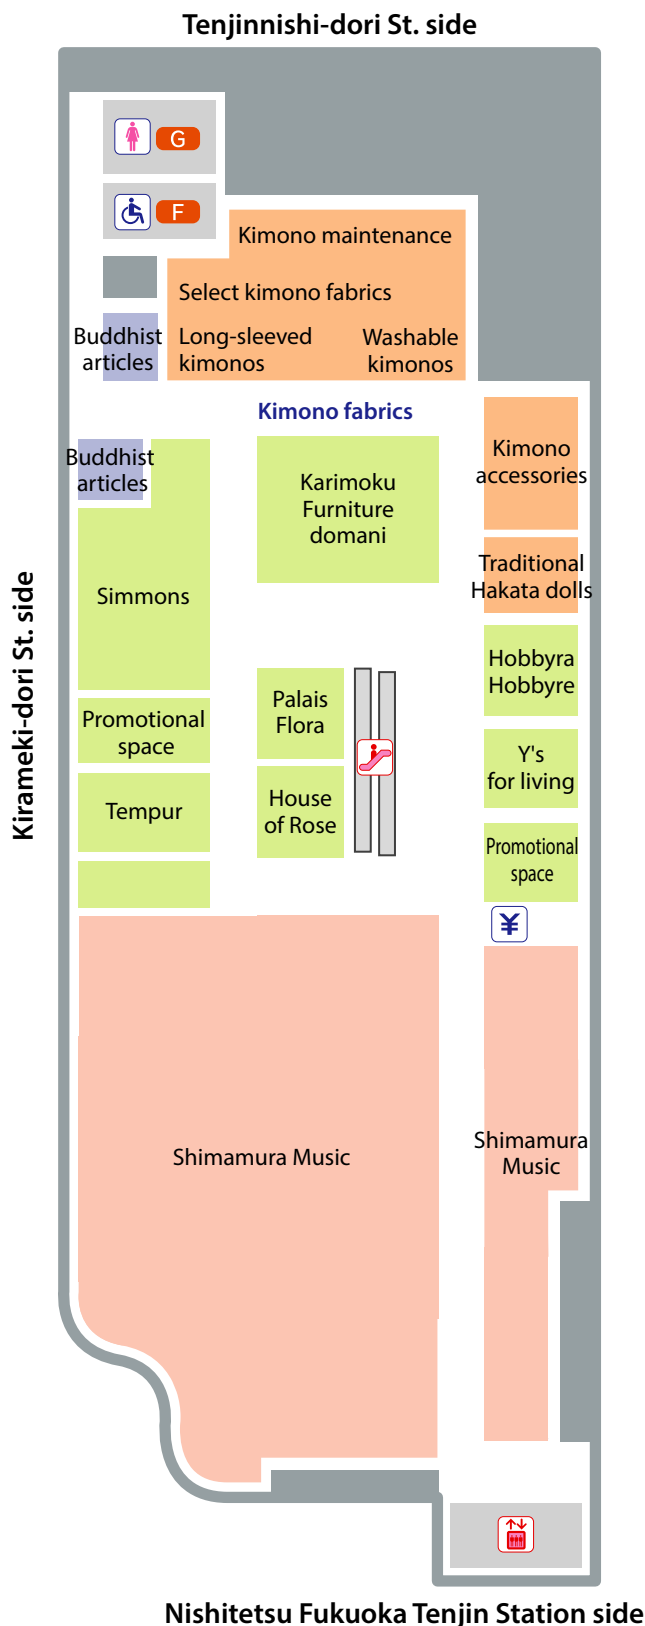 Tenjinnishi-dori St. side
G
F
Kimono maintenance
Select kimono fabrics
Buddhist
articles
Long-sleeved
kimonos
Washable
kimonos
Kimono fabrics
Buddhist
articles
Karimoku
Furniture
domani
Kimono
accessories
Simmons
Traditional
Hakata dolls
Kirameki-dori St. side
Hobbyra
Hobbyre
Promotional
space
Palais
Flora
Y's
for living
Tempur
House
of Rose
Promotional
space
¥
Shimamura Music
Shimamura
Music
Nishitetsu Fukuoka Tenjin Station side